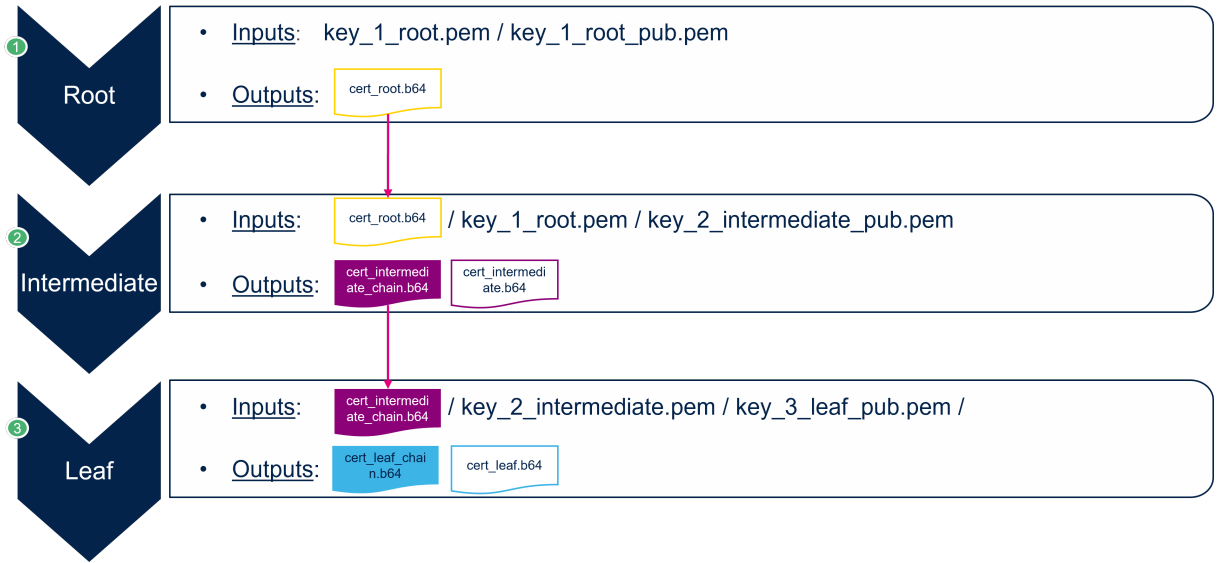 1
Root
• Inputs: key_1_root.pem / key_1_root_pub.pem
• Outputs: cert_root.b64
2
Intermediate
• Inputs: cert_root.b64 / key_1_root.pem / key_2_intermediate_pub.pem
• Outputs:
cert_intermedi
ate_chain.b64
cert_intermedi
ate.b64
3
Leaf
• Inputs:
cert_intermedi
ate_chain.b64
/ key_2_intermediate.pem / key_3_leaf_pub.pem /
• Outputs:
cert_leaf_chai
n.b64
cert_leaf.b64